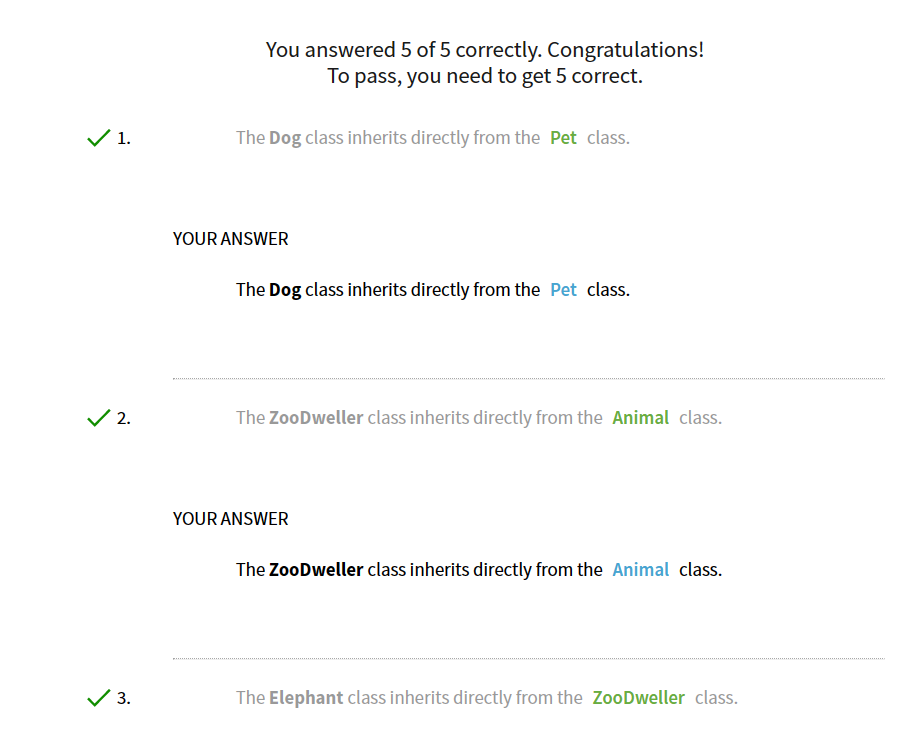 You answered 5 of 5 correctly. Congratulations!
To pass, you need to get 5 correct.
1. The Dog class inherits directly from the Pet class.
YOUR ANSWER
The Dog class inherits directly from the Pet class.
2. The ZooDweller class inherits directly from the Animal class.
YOUR ANSWER
The ZooDweller class inherits directly from the Animal class.
3. The Elephant class inherits directly from the ZooDweller class.